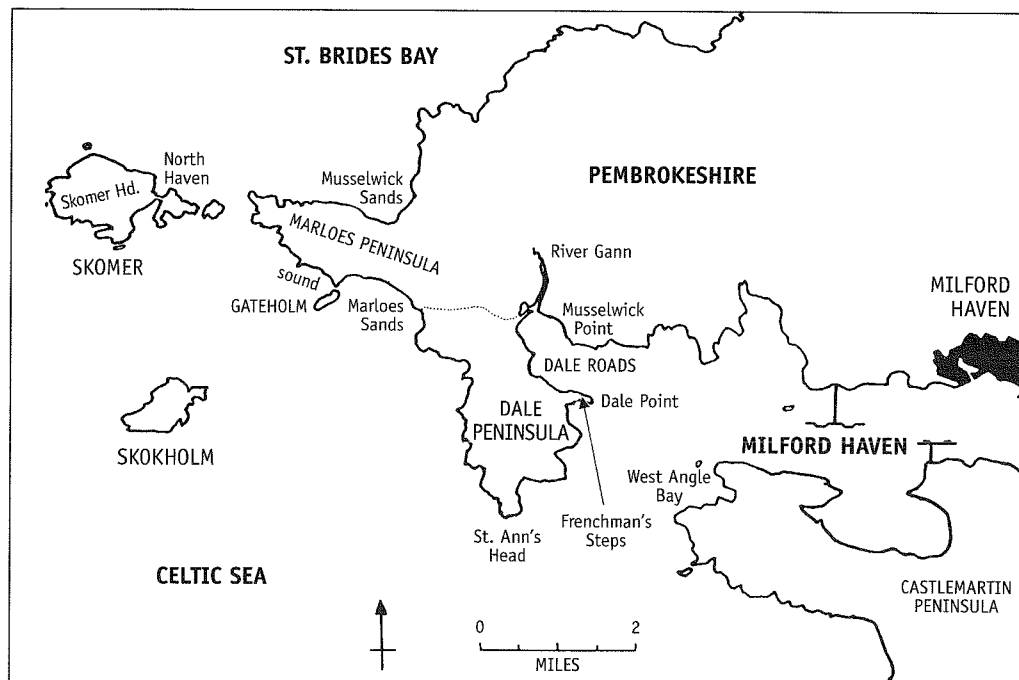 ST. BRIDES BAY
North
Haven
Skomer Hd.
SKOMER
Musselwick
Sands
PEMBROKESHIRE
MARLOES PENINSULA
sound
GATEHOLM
Marloes
Sands
River Gann
Musselwick
Point
MILFORD
HAVEN
DALE ROADS
Dale Point
DALE
PENINSULA
SKOKHOLM
MILFORD HAVEN
West Angle
Bay
Frenchman's
Steps
St. Ann's
Head
CELTIC SEA
CASTLEMARTIN
PENINSULA
0
2
MILES